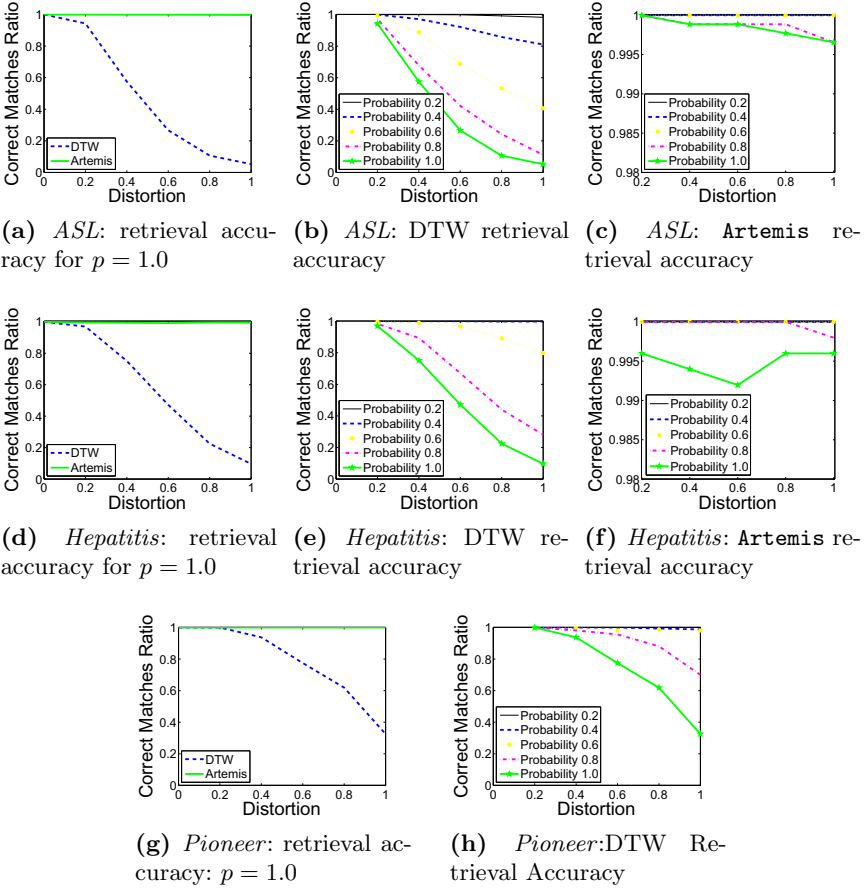 Correct Matches Ratio
1
0.8
0.6
0.4
0.2
0
DTW
Artemis
0 0.2 0.4 0.6 0.8 1
Distortion
(a) ASL: retrieval accu-
racy for p = 1.0
Correct Matches Ratio
1
0.8
0.6
0.4
0.2
0
Probability 0.2
Probability 0.4
Probability 0.6
Probability 0.8
Probability 1.0
0 0.2 0.4 0.6 0.8 1
Distortion
(b) ASL: DTW retrieval
accuracy
Correct Matches Ratio
1
0.995
0.99
0.985
0.98
Probability 0.2
Probability 0.4
Probability 0.6
Probability 0.8
Probability 1.0
0.2 0.4 0.6 0.8 1
Distortion
(c) ASL: Artemis re-
trieval accuracy
Correct Matches Ratio
1
0.8
0.6
0.4
0.2
0
DTW
Artemis
0 0.2 0.4 0.6 0.8 1
Distortion
(d) Hepatitis: retrieval
accuracy for p = 1.0
Correct Matches Ratio
1
0.8
0.6
0.4
0.2
0
Probability 0.2
Probability 0.4
Probability 0.6
Probability 0.8
Probability 1.0
0 0.2 0.4 0.6 0.8 1
Distortion
(e) Hepatitis: DTW re-
trieval accuracy
Correct Matches Ratio
1
0.995
0.99
0.985
0.98
Probability 0.2
Probability 0.4
Probability 0.6
Probability 0.8
Probability 1.0
0.2 0.4 0.6 0.8 1
Distortion
(f) Hepatitis: Artemis re-
trieval accuracy
Correct Matches Ratio
1
0.8
0.6
0.4
0.2
0
DTW
Artemis
0 0.2 0.4 0.6 0.8 1
Distortion
(g) Pioneer: retrieval ac-
curacy: p = 1.0
Correct Matches Ratio
1
0.8
0.6
0.4
0.2
0
Probability 0.2
Probability 0.4
Probability 0.6
Probability 0.8
Probability 1.0
0 0.2 0.4 0.6 0.8 1
Distortion
(h) Pioneer:DTW Re-
trieval Accuracy